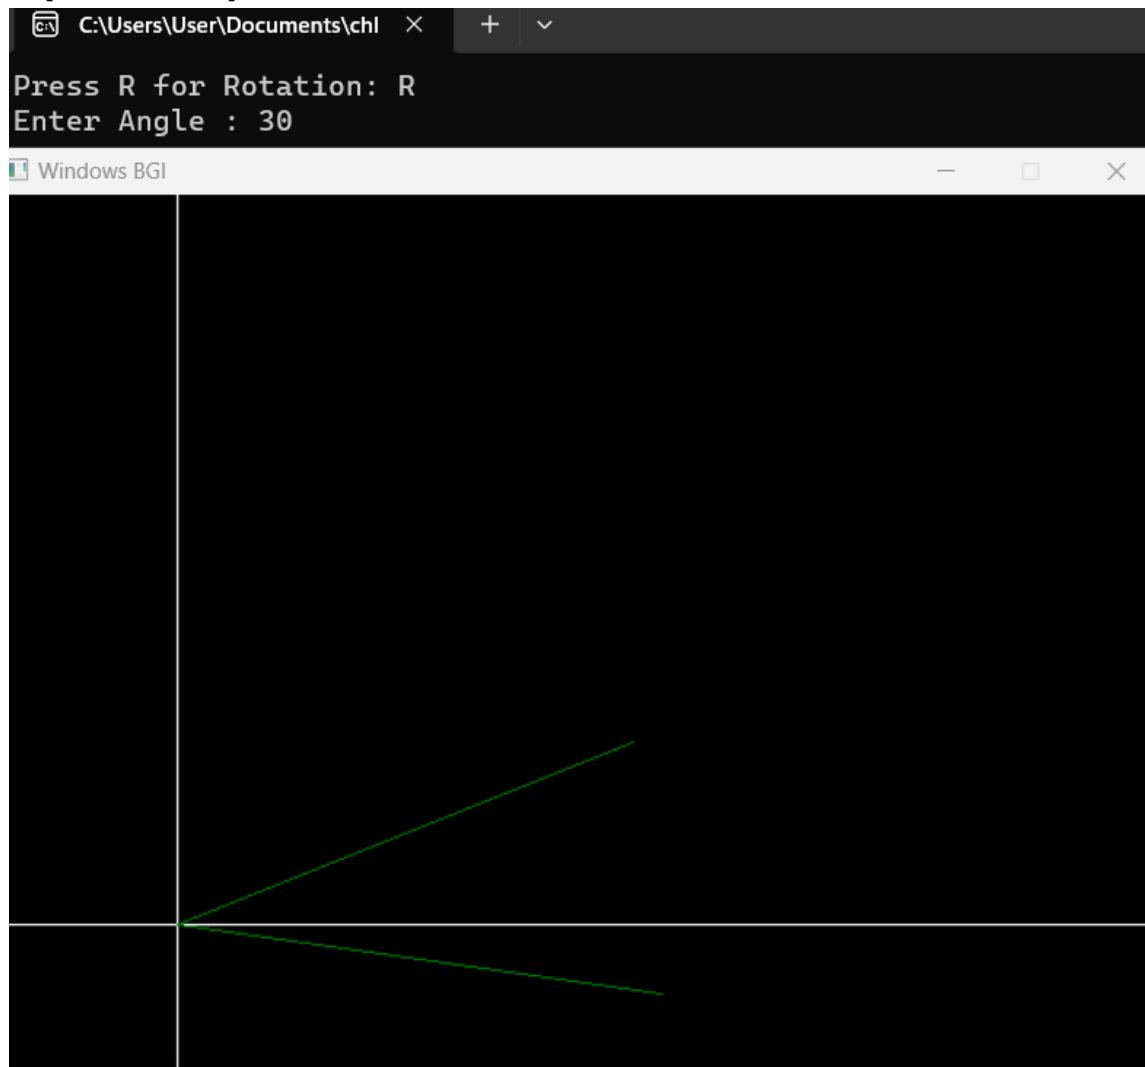 C:\Users\User\Documents\chl
Press R for Rotation: R
Enter Angle : 30
Windows BGI